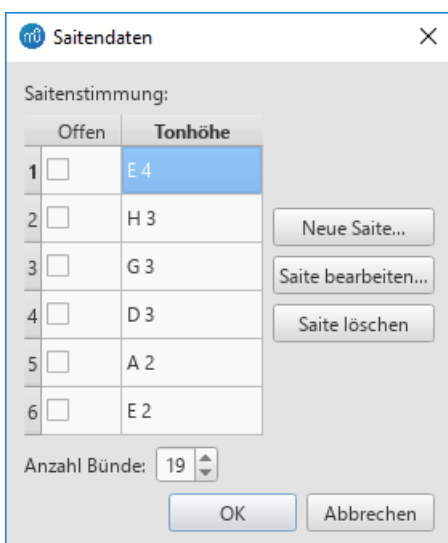 Saitendaten
Saitenstimmung:
Offen Tonhöhe
1 E 4
2 H 3
3 G 3
4 D 3
5 A 2
6 E 2
Neue Saite...
Saite bearbeiten...
Saite löschen
Anzahl Bünde: 19
OK Abbrechen